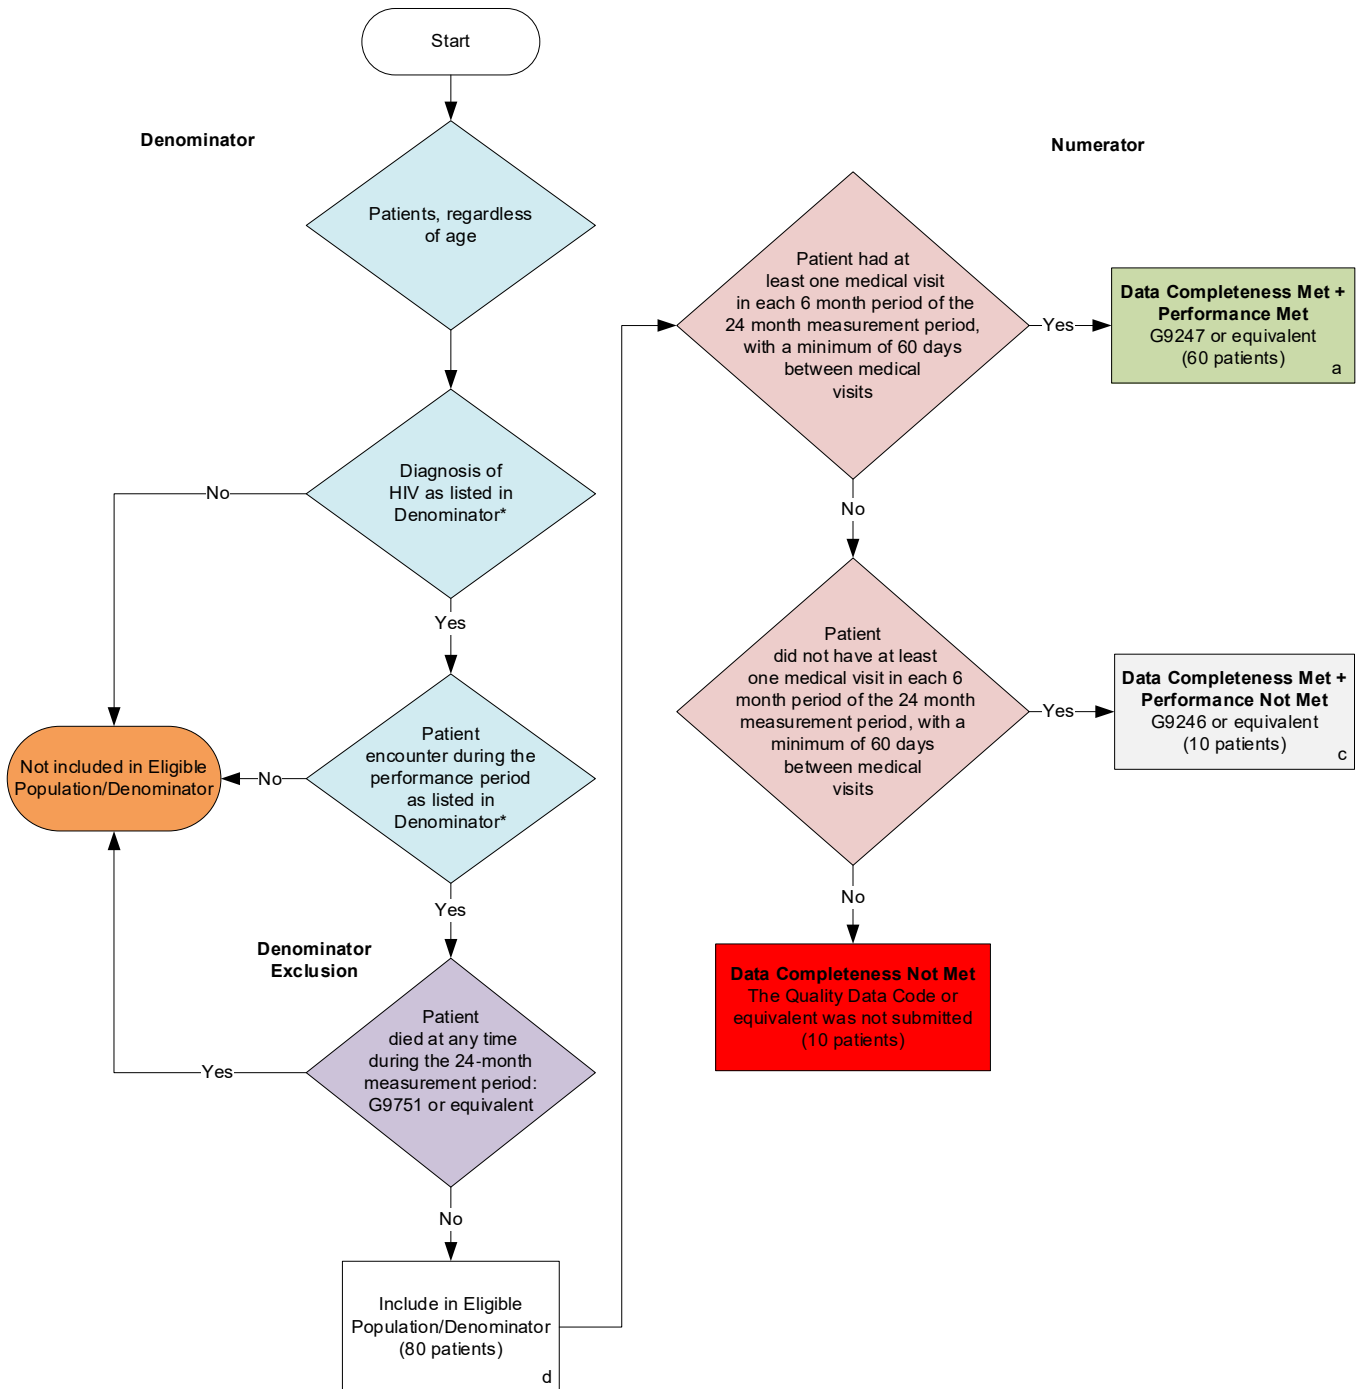 Start
Denominator
Patients, regardless
of age
Diagnosis of
HIV as listed in
Denominator*
No
Yes
Patient
encounter during the
performance period
as listed in
Denominator*
No
Not included in Eligible
Population/Denominator
Yes
Denominator
Exclusion
Patient
died at any time
during the 24-month
measurement period:
G9751 or equivalent
Yes
No
Include in Eligible
Population/Denominator
(80 patients)
d
Numerator
Patient had at
least one medical visit
in each 6 month period of the
24 month measurement period,
with a minimum of 60 days
between medical
visits
Yes
Data Completeness Met +
Performance Met
G9247 or equivalent
(60 patients)
a
No
Patient
did not have at least
one medical visit in each 6
month period of the 24 month
measurement period, with a
minimum of 60 days
between medical
visits
Yes
Data Completeness Met +
Performance Not Met
G9246 or equivalent
(10 patients)
c
No
Data Completeness Not Met
The Quality Data Code or
equivalent was not submitted
(10 patients)